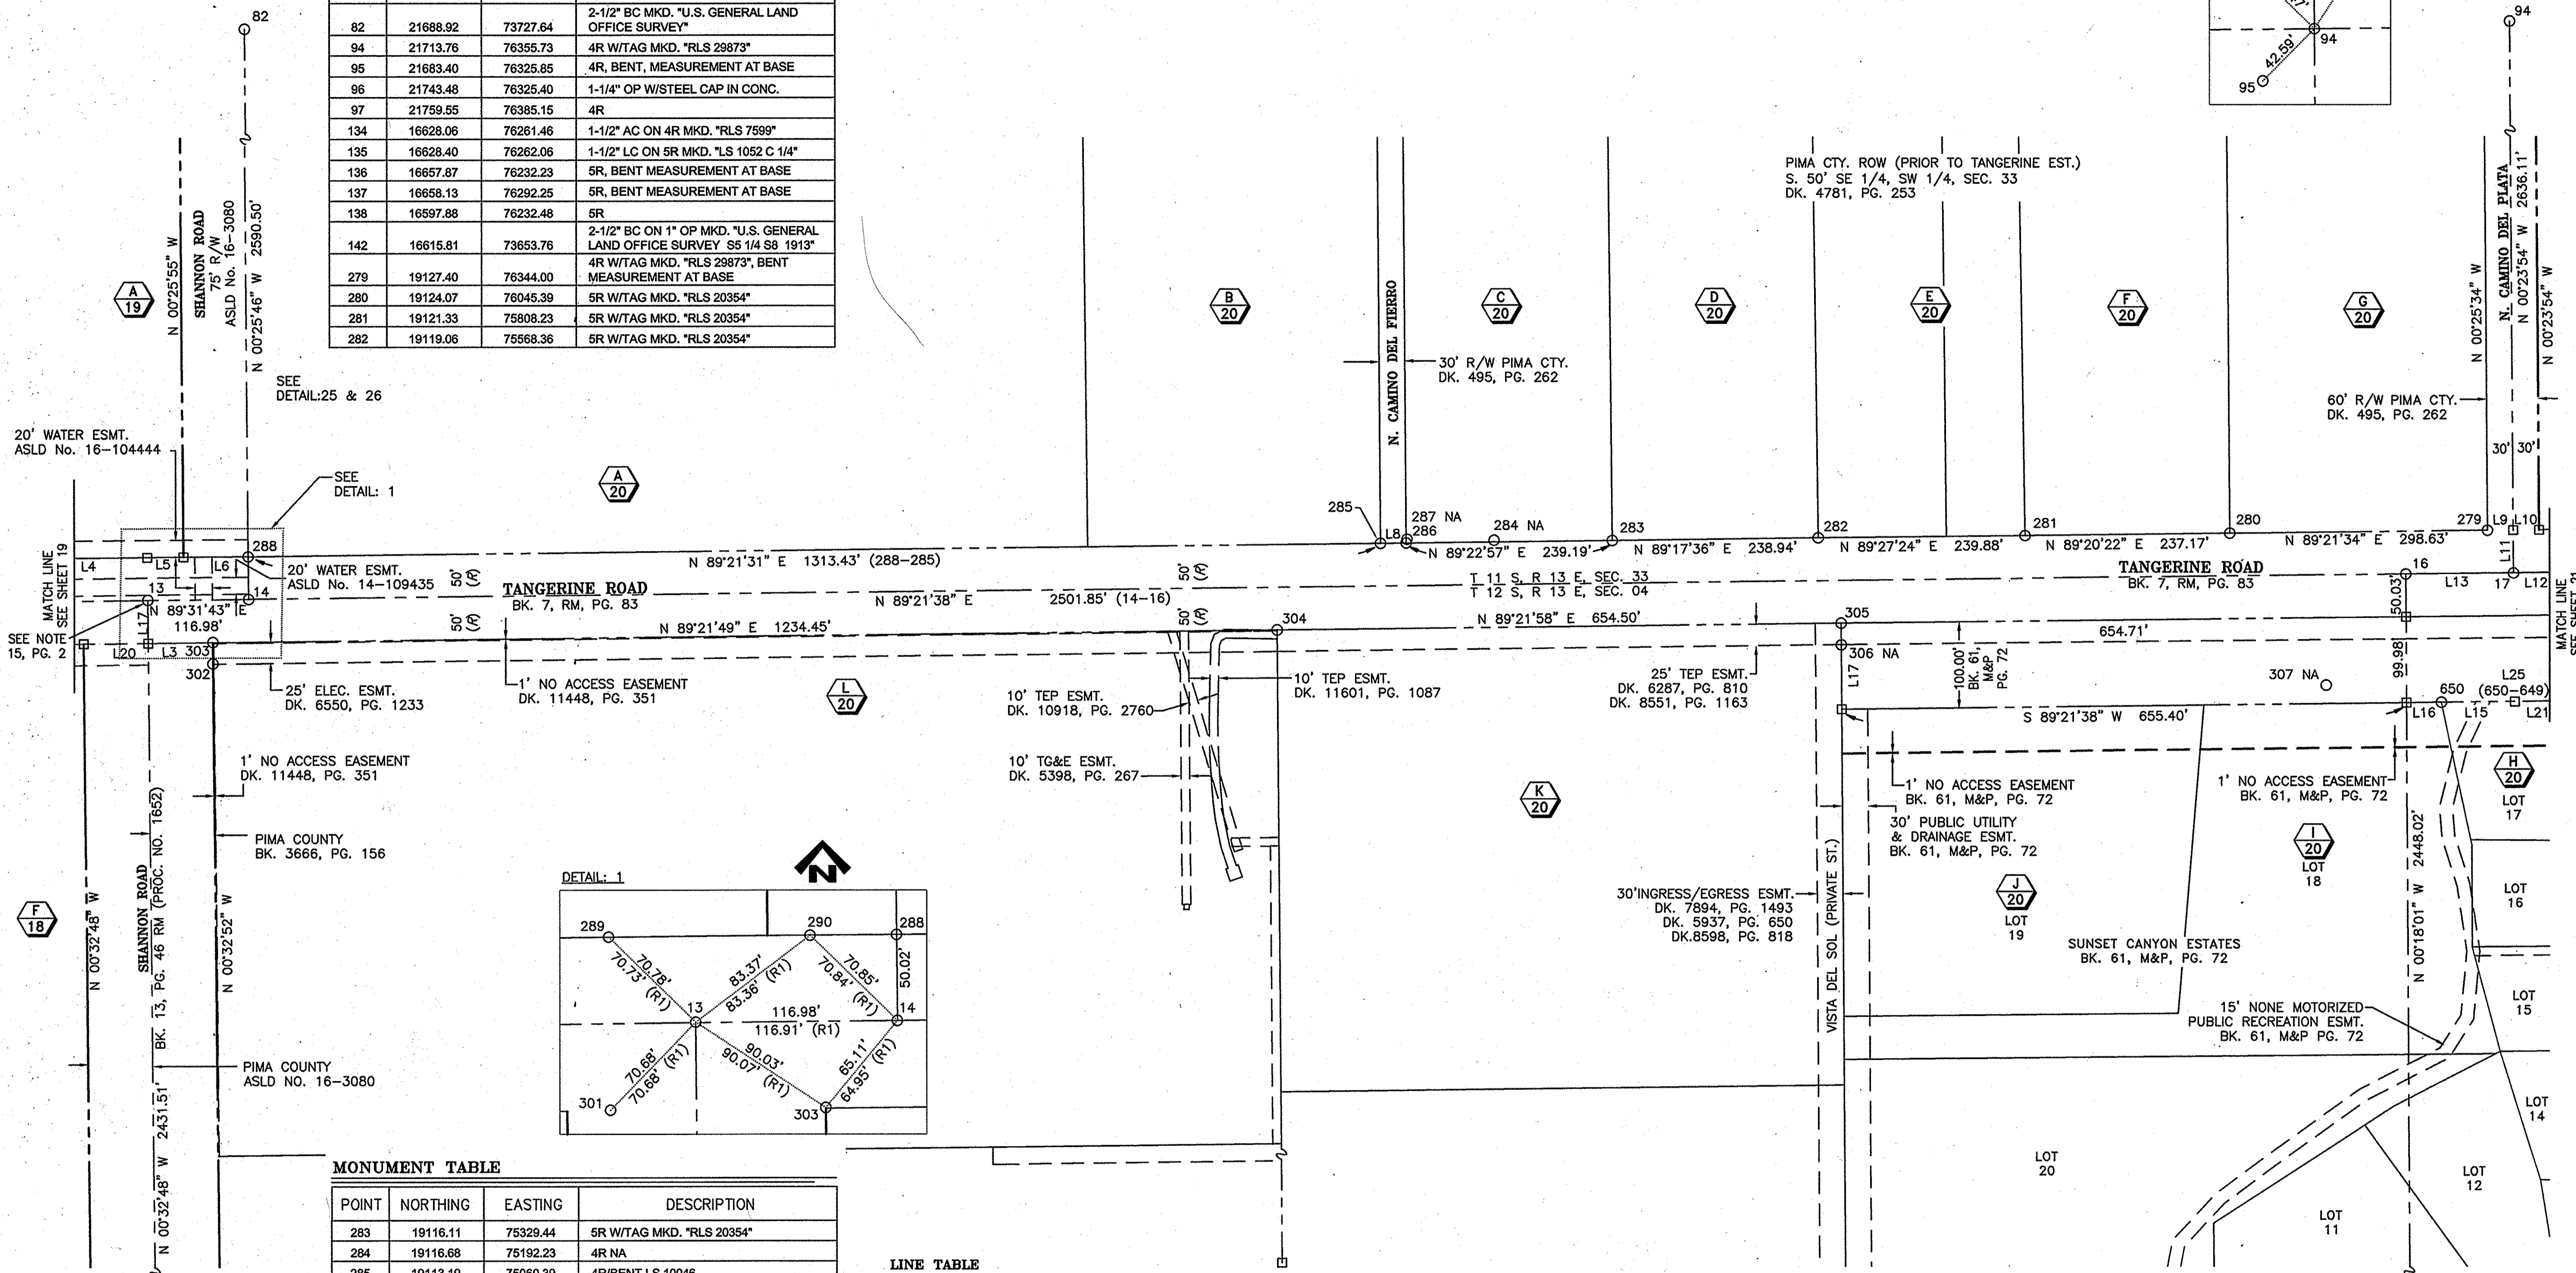 82
82 21688.92 73727.64 2-1/2" BC MKD. "U.S. GENERAL LAND
OFFICE SURVEY"
94 21713.76 76355.73 4R W/TAG MKD. "RLS 29873"
95 21683.40 76325.85 4R, BENT, MEASUREMENT AT BASE
96 21743.48 76325.40 1-1/4" OP W/STEEL CAP IN CONC.
97 21759.55 76385.15 4R
134 16628.06 76261.46 1-1/2" AC ON 4R MKD. "RLS 7599"
135 16628.40 76262.06 1-1/2" LC ON 5R MKD. "LS 1052 C 1/4"
136 16657.87 76232.23 5R, BENT MEASUREMENT AT BASE
137 16658.13 76292.25 5R, BENT MEASUREMENT AT BASE
138 16597.88 76232.48 5R
142 16615.81 73653.76 2-1/2" BC ON 1" OP MKD. "U.S. GENERAL
LAND OFFICE SURVEY S5 1/4 S8 1913"
279 19127.40 76344.00 4R W/TAG MKD. "RLS 29873", BENT
MEASUREMENT AT BASE
280 19124.07 76045.39 5R W/TAG MKD. "RLS 20354"
281 19121.33 75808.23 5R W/TAG MKD. "RLS 20354"
282 19119.06 75568.36 5R W/TAG MKD. "RLS 20354"
94
42.59'
95
94
N 00°25'55" W
SHANNON ROAD
75' R/W
ASLD No. 16-3080
N 00°25'46" W 2590.50'
A
19
SEE
DETAIL:25 & 26
20' WATER ESMT.
ASLD No. 16-104444
SEE
DETAIL: 1
A
20
B
20
N. CAMINO DEL FIERRO
30' R/W PIMA CTY.
DK. 495, PG. 262
C
20
D
20
PIMA CTY. ROW (PRIOR TO TANGERINE EST.)
S. 50' SE 1/4, SW 1/4, SEC. 33
DK. 4781, PG. 253
E
20
F
20
G
20
N 00°25'34" W
N. CAMINO DEL PLATA
N 00°23'54" W 2636.11'
N 00°23'54" W
60' R/W PIMA CTY.
DK. 495, PG. 262
30' 30'
MATCH LINE
SEE SHEET 19
L4
L5
L6
288
13
14
20' WATER ESMT.
ASLD No. 14-109435
N 89°31'43" E
116.98'
L17
SEE NOTE
15, PG. 2
L20
L3
303
302
N 89°21'31" E 1313.43' (288-285)
50'
(R)
TANGERINE ROAD
BK. 7, RM, PG. 83
N 89°21'38" E 2501.85' (14-16)
50'
(R)
50'
(R)
50'
(R)
N 89°21'49" E 1234.45'
285
L8
287 NA
286
284 NA
283
282
281
280
279
L9
L10
N 89°22'57" E 239.19'
N 89°17'36" E 238.94'
N 89°27'24" E 239.88'
N 89°20'22" E 237.17'
N 89°21'34" E 298.63'
T 11 S, R 13 E, SEC. 33
T 12 S, R 13 E, SEC. 04
TANGERINE ROAD
BK. 7, RM, PG. 83
16
L13
L11
17
L12
50.03'
MATCH LINE
SEE SHEET 21
304
N 89°21'58" E 654.50'
305
654.71'
306 NA
L17
100.00'
BK. 61,
M&P
PG. 72
99.98'
307 NA
L25
(650-649)
650
L16
L15
L21
S 89°21'38" W 655.40'
25' ELEC. ESMT.
DK. 6550, PG. 1233
1' NO ACCESS EASEMENT
DK. 11448, PG. 351
L
20
10' TEP ESMT.
DK. 10918, PG. 2760
10' TEP ESMT.
DK. 11601, PG. 1087
10' TG&E ESMT.
DK. 5398, PG. 267
25' TEP ESMT.
DK. 6287, PG. 810
DK. 8551, PG. 1163
1' NO ACCESS EASEMENT
DK. 11448, PG. 351
K
20
1' NO ACCESS EASEMENT
BK. 61, M&P, PG. 72
30' PUBLIC UTILITY
& DRAINAGE ESMT.
BK. 61, M&P, PG. 72
1' NO ACCESS EASEMENT
BK. 61, M&P, PG. 72
H
20
LOT
17
I
20
LOT
18
LOT
16
PIMA COUNTY
BK. 3666, PG. 156
F
18
N 00°32'48" W
SHANNON ROAD
BK. 13, PG. 46 RM (PROC. NO. 1652)
N 00°32'48" W 2431.51'
N 00°32'52" W
PIMA COUNTY
ASLD NO. 16-3080
N
DETAIL: 1
289
290
288
70.78'
70.73' (R1)
83.37'
83.36' (R1)
70.85'
70.84' (R1)
50.02'
13
116.98'
116.91' (R1)
14
70.68'
70.68' (R1)
90.03'
90.07' (R1)
65.11'
64.95' (R1)
301
303
30'INGRESS/EGRESS ESMT.
DK. 7894, PG. 1493
DK. 5937, PG. 650
DK.8598, PG. 818
VISTA DEL SOL (PRIVATE ST.)
J
20
LOT
19
SUNSET CANYON ESTATES
BK. 61, M&P, PG. 72
N 00°18'01" W 2448.02'
15' NONE MOTORIZED
PUBLIC RECREATION ESMT.
BK. 61, M&P PG. 72
LOT
15
LOT
14
LOT
12
LOT
11
LOT
20
MONUMENT TABLE
POINT NORTHING EASTING DESCRIPTION
283 19116.11 75329.44 5R W/TAG MKD. "RLS 20354"
284 19116.68 75192.23 4R NA
285 19113.19 75060.39 4R/BENT LS 10046
LINE TABLE